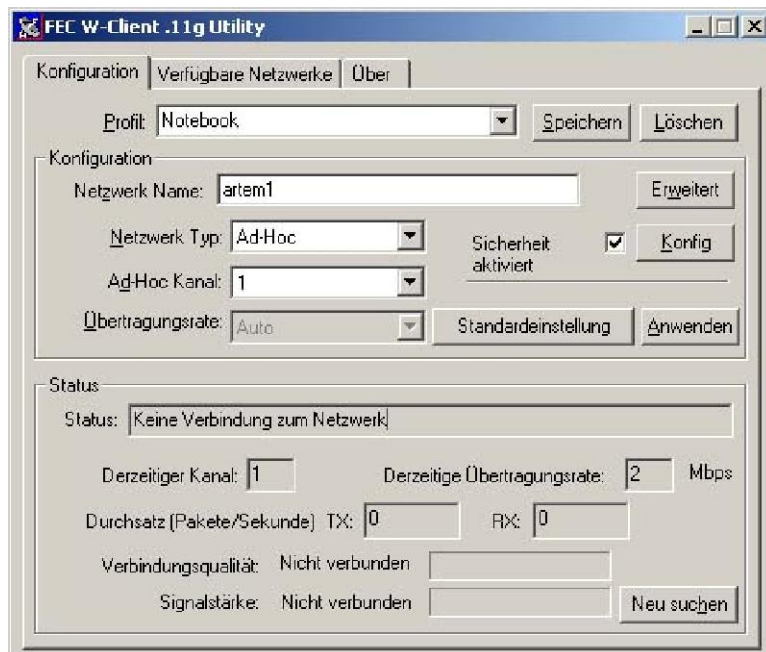 FEC W-Client .11g Utility
Konfiguration Verfügbare Netzwerke Über
Profil: Notebook Speichern Löschen
Konfiguration
Netzwerk Name: artem1 Erweitert
Netzwerk Typ: Ad-Hoc Sicherheit aktiviert Konfig
Ad-Hoc Kanal: 1
Übertragungsrate: Auto Standardeinstellung Anwenden
Status
Status: Keine Verbindung zum Netzwerk
Derzeitiger Kanal: 1 Derzeitige Übertragungsrate: 2 Mbps
Durchsatz (Pakete/Sekunde) TX: 0 RX: 0
Verbindungsqualität: Nicht verbunden
Signalstärke: Nicht verbunden Neu suchen